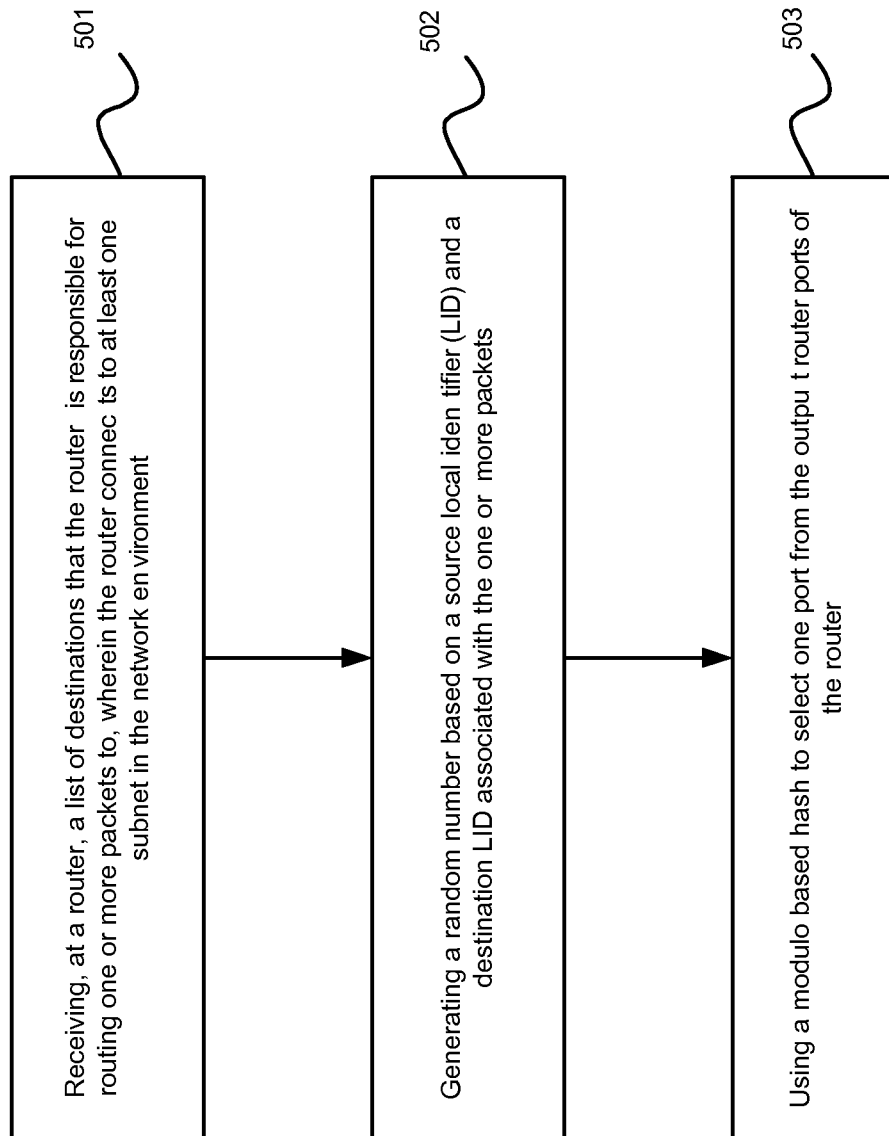 501
Receiving, at a router, a list of destinations that the router is responsible for
routing one or more packets to, wherein the router connec ts to at least one
subnet in the network en vironment
502
Generating a random number based on a source local iden tifier (LID) and a
destination LID associated with the one or more packets
503
Using a modulo based hash to select one port from the outpu t router ports of
the router